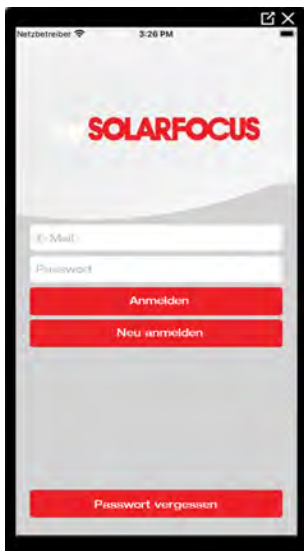 Netzbetreiber 3:26 PM
SOLARFOCUS
E-Mail
Passwort
Anmelden
Neu anmelden
Passwort vergessen